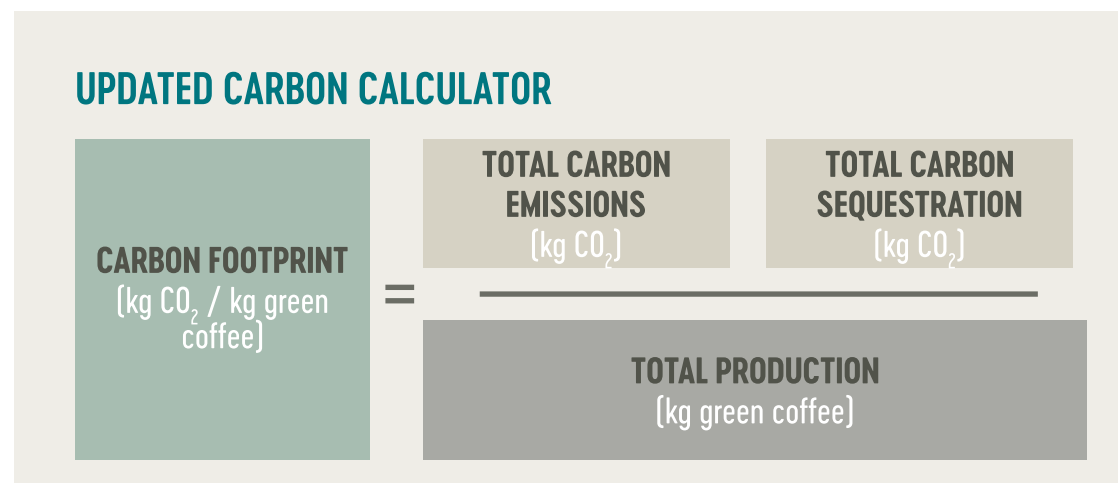 UPDATED CARBON CALCULATOR
CARBON FOOTPRINT
(kg CO₂ / kg green
coffee)
=
TOTAL CARBON
EMISSIONS
(kg CO₂)
TOTAL CARBON
SEQUESTRATION
(kg CO₂)
TOTAL PRODUCTION
(kg green coffee)